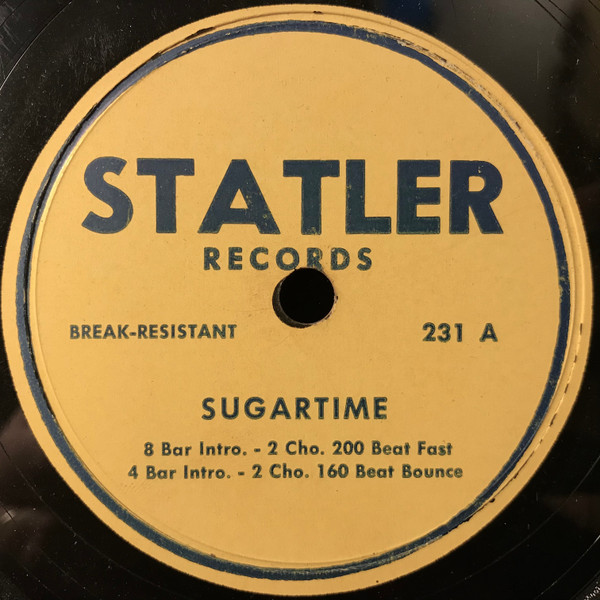 STATLER
RECORDS
BREAK-RESISTANT 231 A
SUGARTIME
8 Bar Intro. - 2 Cho. 200 Beat Fast
4 Bar Intro. - 2 Cho. 160 Beat Bounce